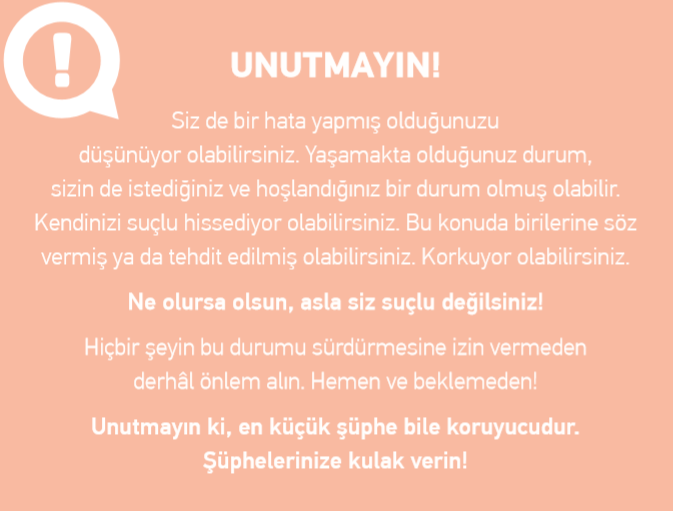 !
UNUTMAYIN!
Siz de bir hata yapmış olduğunuzu
düşünüyor olabilirsiniz. Yaşamakta olduğunuz durum,
sizin de istediğiniz ve hoşlandığınız bir durum olmuş olabilir.
Kendinizi suçlu hissediyor olabilirsiniz. Bu konuda birilerine söz
vermiş ya da tehdit edilmiş olabilirsiniz. Korkuyor olabilirsiniz.
Ne olursa olsun, asla siz suçlu değilsiniz!
Hiçbir şeyin bu durumu sürdürmesine izin vermeden
derhâl önlem alın. Hemen ve beklemeden!
Unutmayın ki, en küçük şüphe bile koruyucudur.
Şüphelerinize kulak verin!